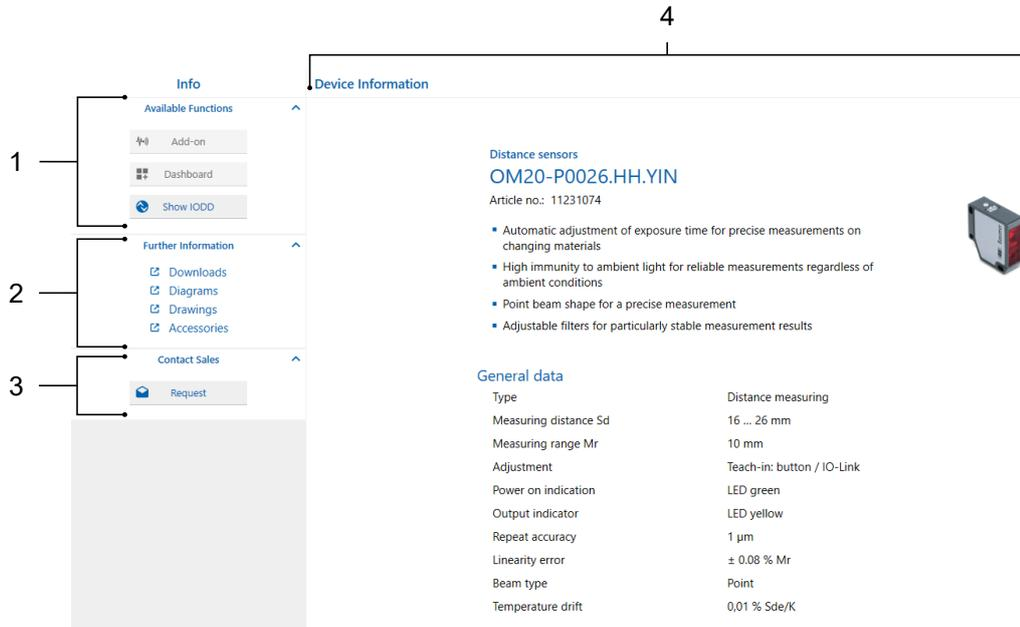 4
Info
Device Information
Available Functions
1
Add-on
Dashboard
Show IODD
2
Further Information
Downloads
Diagrams
Drawings
Accessories
3
Contact Sales
Request
Distance sensors
OM20-P0026.HH.YIN
Article no.: 11231074
Automatic adjustment of exposure time for precise measurements on
changing materials
High immunity to ambient light for reliable measurements regardless of
ambient conditions
Point beam shape for a precise measurement
Adjustable filters for particularly stable measurement results
General data
Type Distance measuring
Measuring distance Sd 16 ... 26 mm
Measuring range Mr 10 mm
Adjustment Teach-in: button / IO-Link
Power on indication LED green
Output indicator LED yellow
Repeat accuracy 1 µm
Linearity error ± 0.08 % Mr
Beam type Point
Temperature drift 0,01 % Sde/K